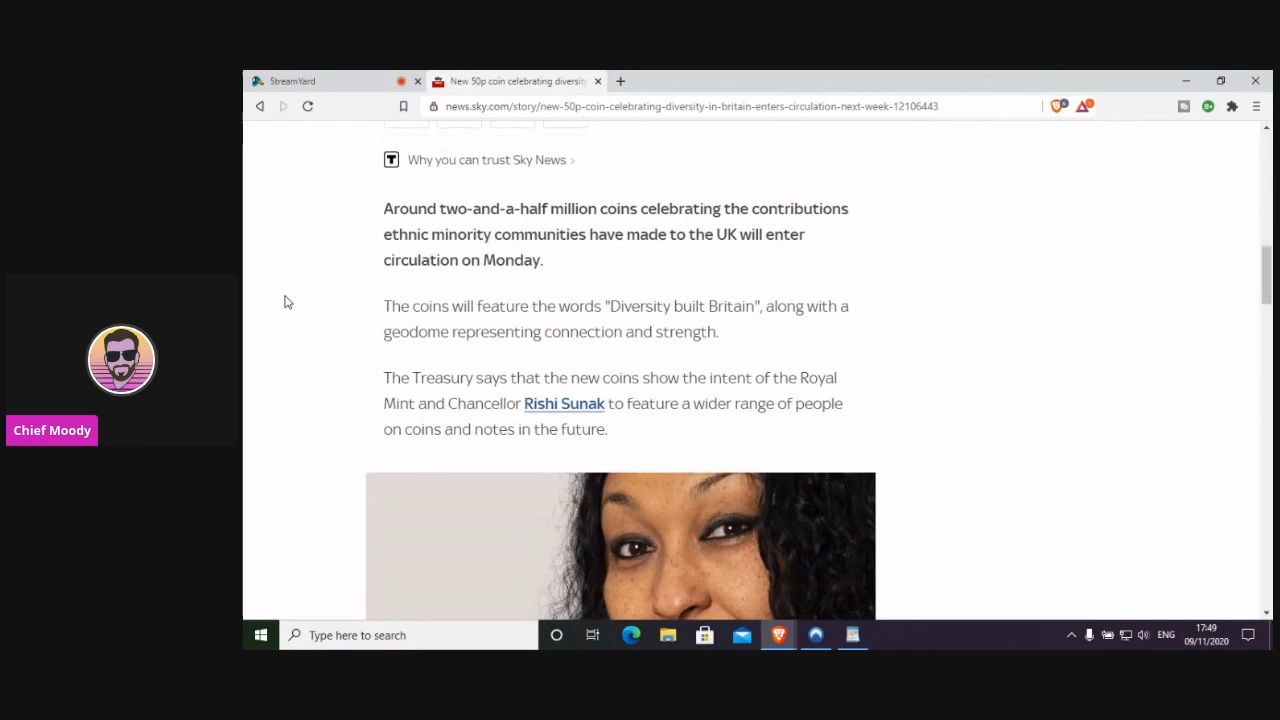 StreamYard
New 50p coin celebrating diversity
news.sky.com/story/new-50p-coin-celebrating-diversity-in-britain-enters-circulation-next-week-12106443
Why you can trust Sky News
Around two-and-a-half million coins celebrating the contributions
ethnic minority communities have made to the UK will enter
circulation on Monday.
The coins will feature the words "Diversity built Britain", along with a
geodome representing connection and strength.
The Treasury says that the new coins show the intent of the Royal
Mint and Chancellor Rishi Sunak to feature a wider range of people
on coins and notes in the future.
Chief Moody
Type here to search
ENG
17:49
09/11/2020